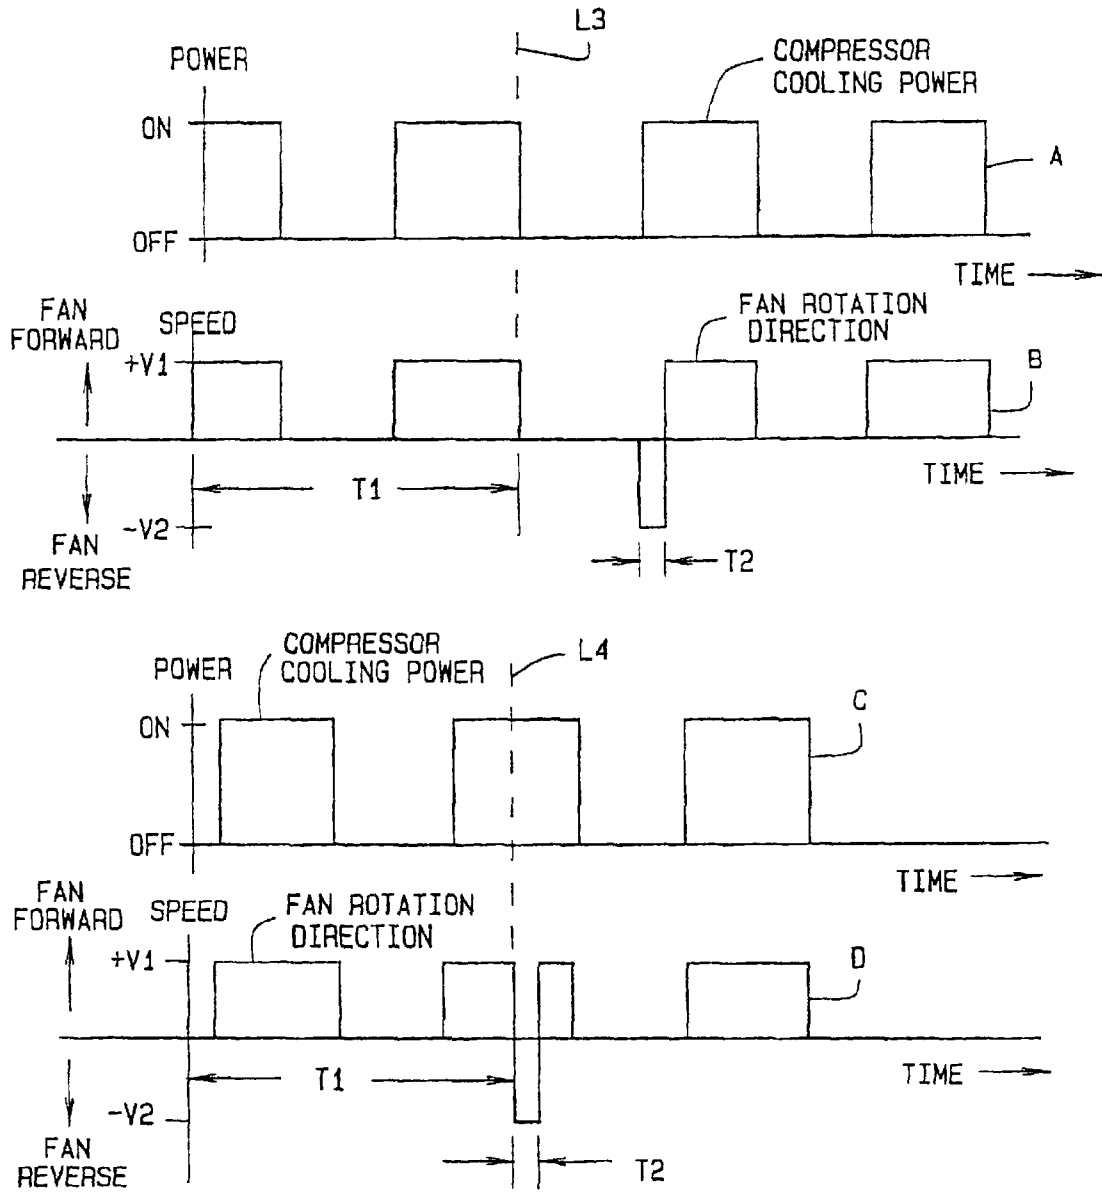 L3
POWER
COMPRESSOR
COOLING POWER
ON
A
OFF
TIME
FAN
FORWARD
SPEED
FAN ROTATION
DIRECTION
+V1
B
T1
TIME
-V2
FAN
REVERSE
T2
COMPRESSOR
COOLING POWER
L4
POWER
ON
C
OFF
TIME
FAN
FORWARD
SPEED
FAN ROTATION
DIRECTION
+V1
D
T1
TIME
-V2
FAN
REVERSE
T2